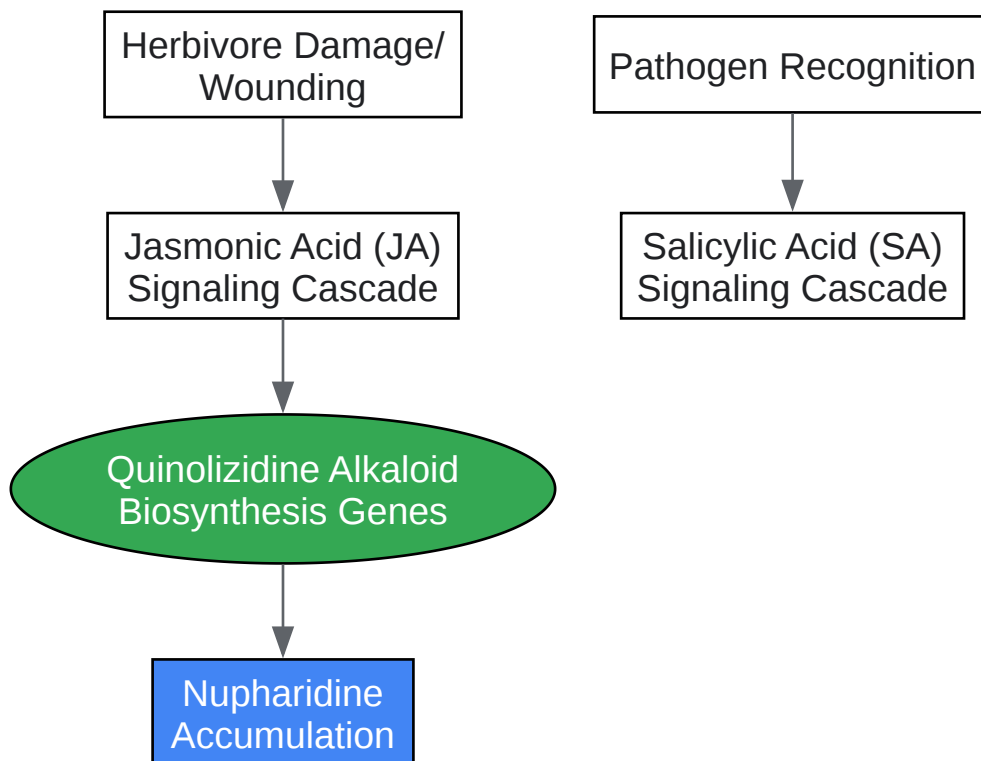 Herbivore Damage/
Wounding
Pathogen Recognition
Jasmonic Acid (JA)
Signaling Cascade
Salicylic Acid (SA)
Signaling Cascade
Quinolizidine Alkaloid
Biosynthesis Genes
Nupharidine
Accumulation